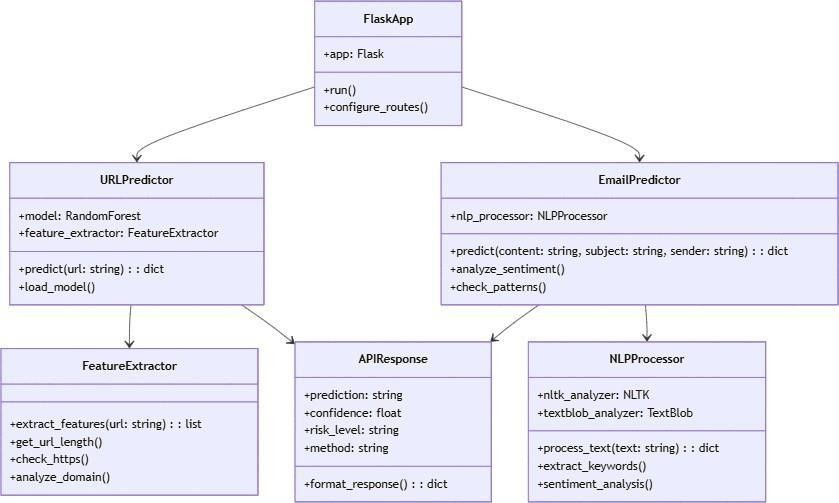 FlaskApp
+app: Flask
+run()
+configure_routes()
URLPredictor
+model: RandomForest
+feature_extractor: FeatureExtractor
+predict(url: string) : : dict
+load_model()
EmailPredictor
+nlp_processor: NLPProcessor
+predict(content: string, subject: string, sender: string) : : dict
+analyze_sentiment()
+check_patterns()
FeatureExtractor
+extract_features(url: string) : : list
+get_url_length()
+check_https()
+analyze_domain()
APIResponse
+prediction: string
+confidence: float
+risk_level: string
+method: string
+format_response() : : dict
NLPProcessor
+nltk_analyzer: NLTK
+textblob_analyzer: TextBlob
+process_text(text: string) : : dict
+extract_keywords()
+sentiment_analysis()